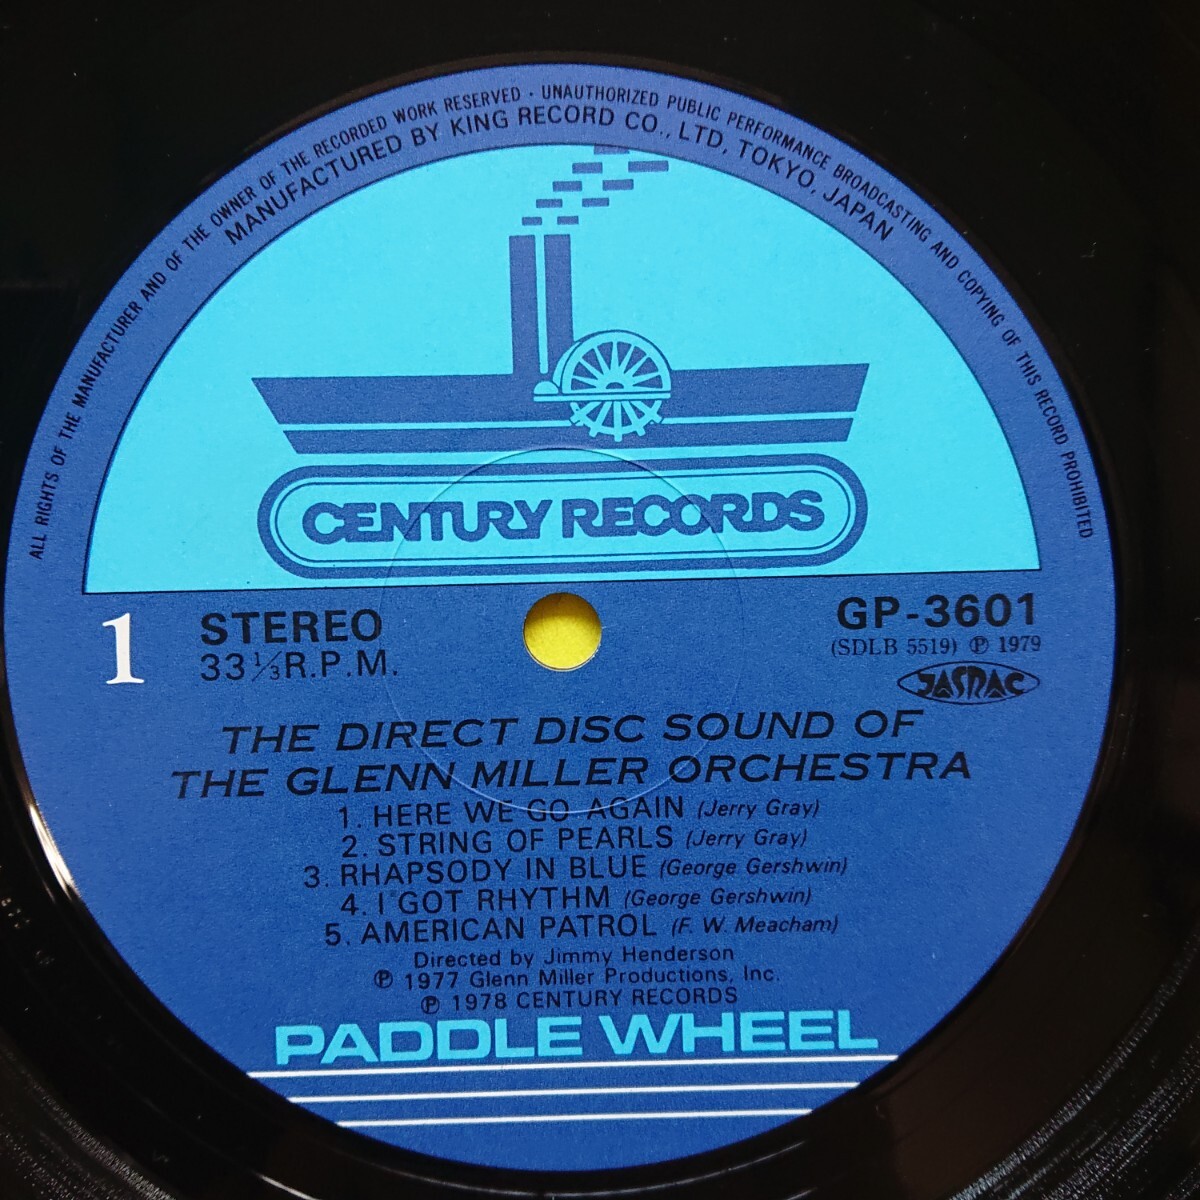 ALL RIGHTS OF THE MANUFACTURER AND OF THE OWNER OF THE RECORDED WORK RESERVED · UNAUTHORIZED PUBLIC PERFORMANCE BROADCASTING AND COPYING OF THIS RECORD PROHIBITED
MANUFACTURED BY KING RECORD CO., LTD, TOKYO, JAPAN
CENTURY RECORDS
1
STEREO
33 1/3 R.P.M.
GP-3601
(SDLB 5519) ℗ 1979
JASRAC
THE DIRECT DISC SOUND OF
THE GLENN MILLER ORCHESTRA
1. HERE WE GO AGAIN (Jerry Gray)
2. STRING OF PEARLS (Jerry Gray)
3. RHAPSODY IN BLUE (George Gershwin)
4. I GOT RHYTHM (George Gershwin)
5. AMERICAN PATROL (F. W. Meacham)
Directed by Jimmy Henderson
℗ 1977 Glenn Miller Productions, Inc.
℗ 1978 CENTURY RECORDS
PADDLE WHEEL